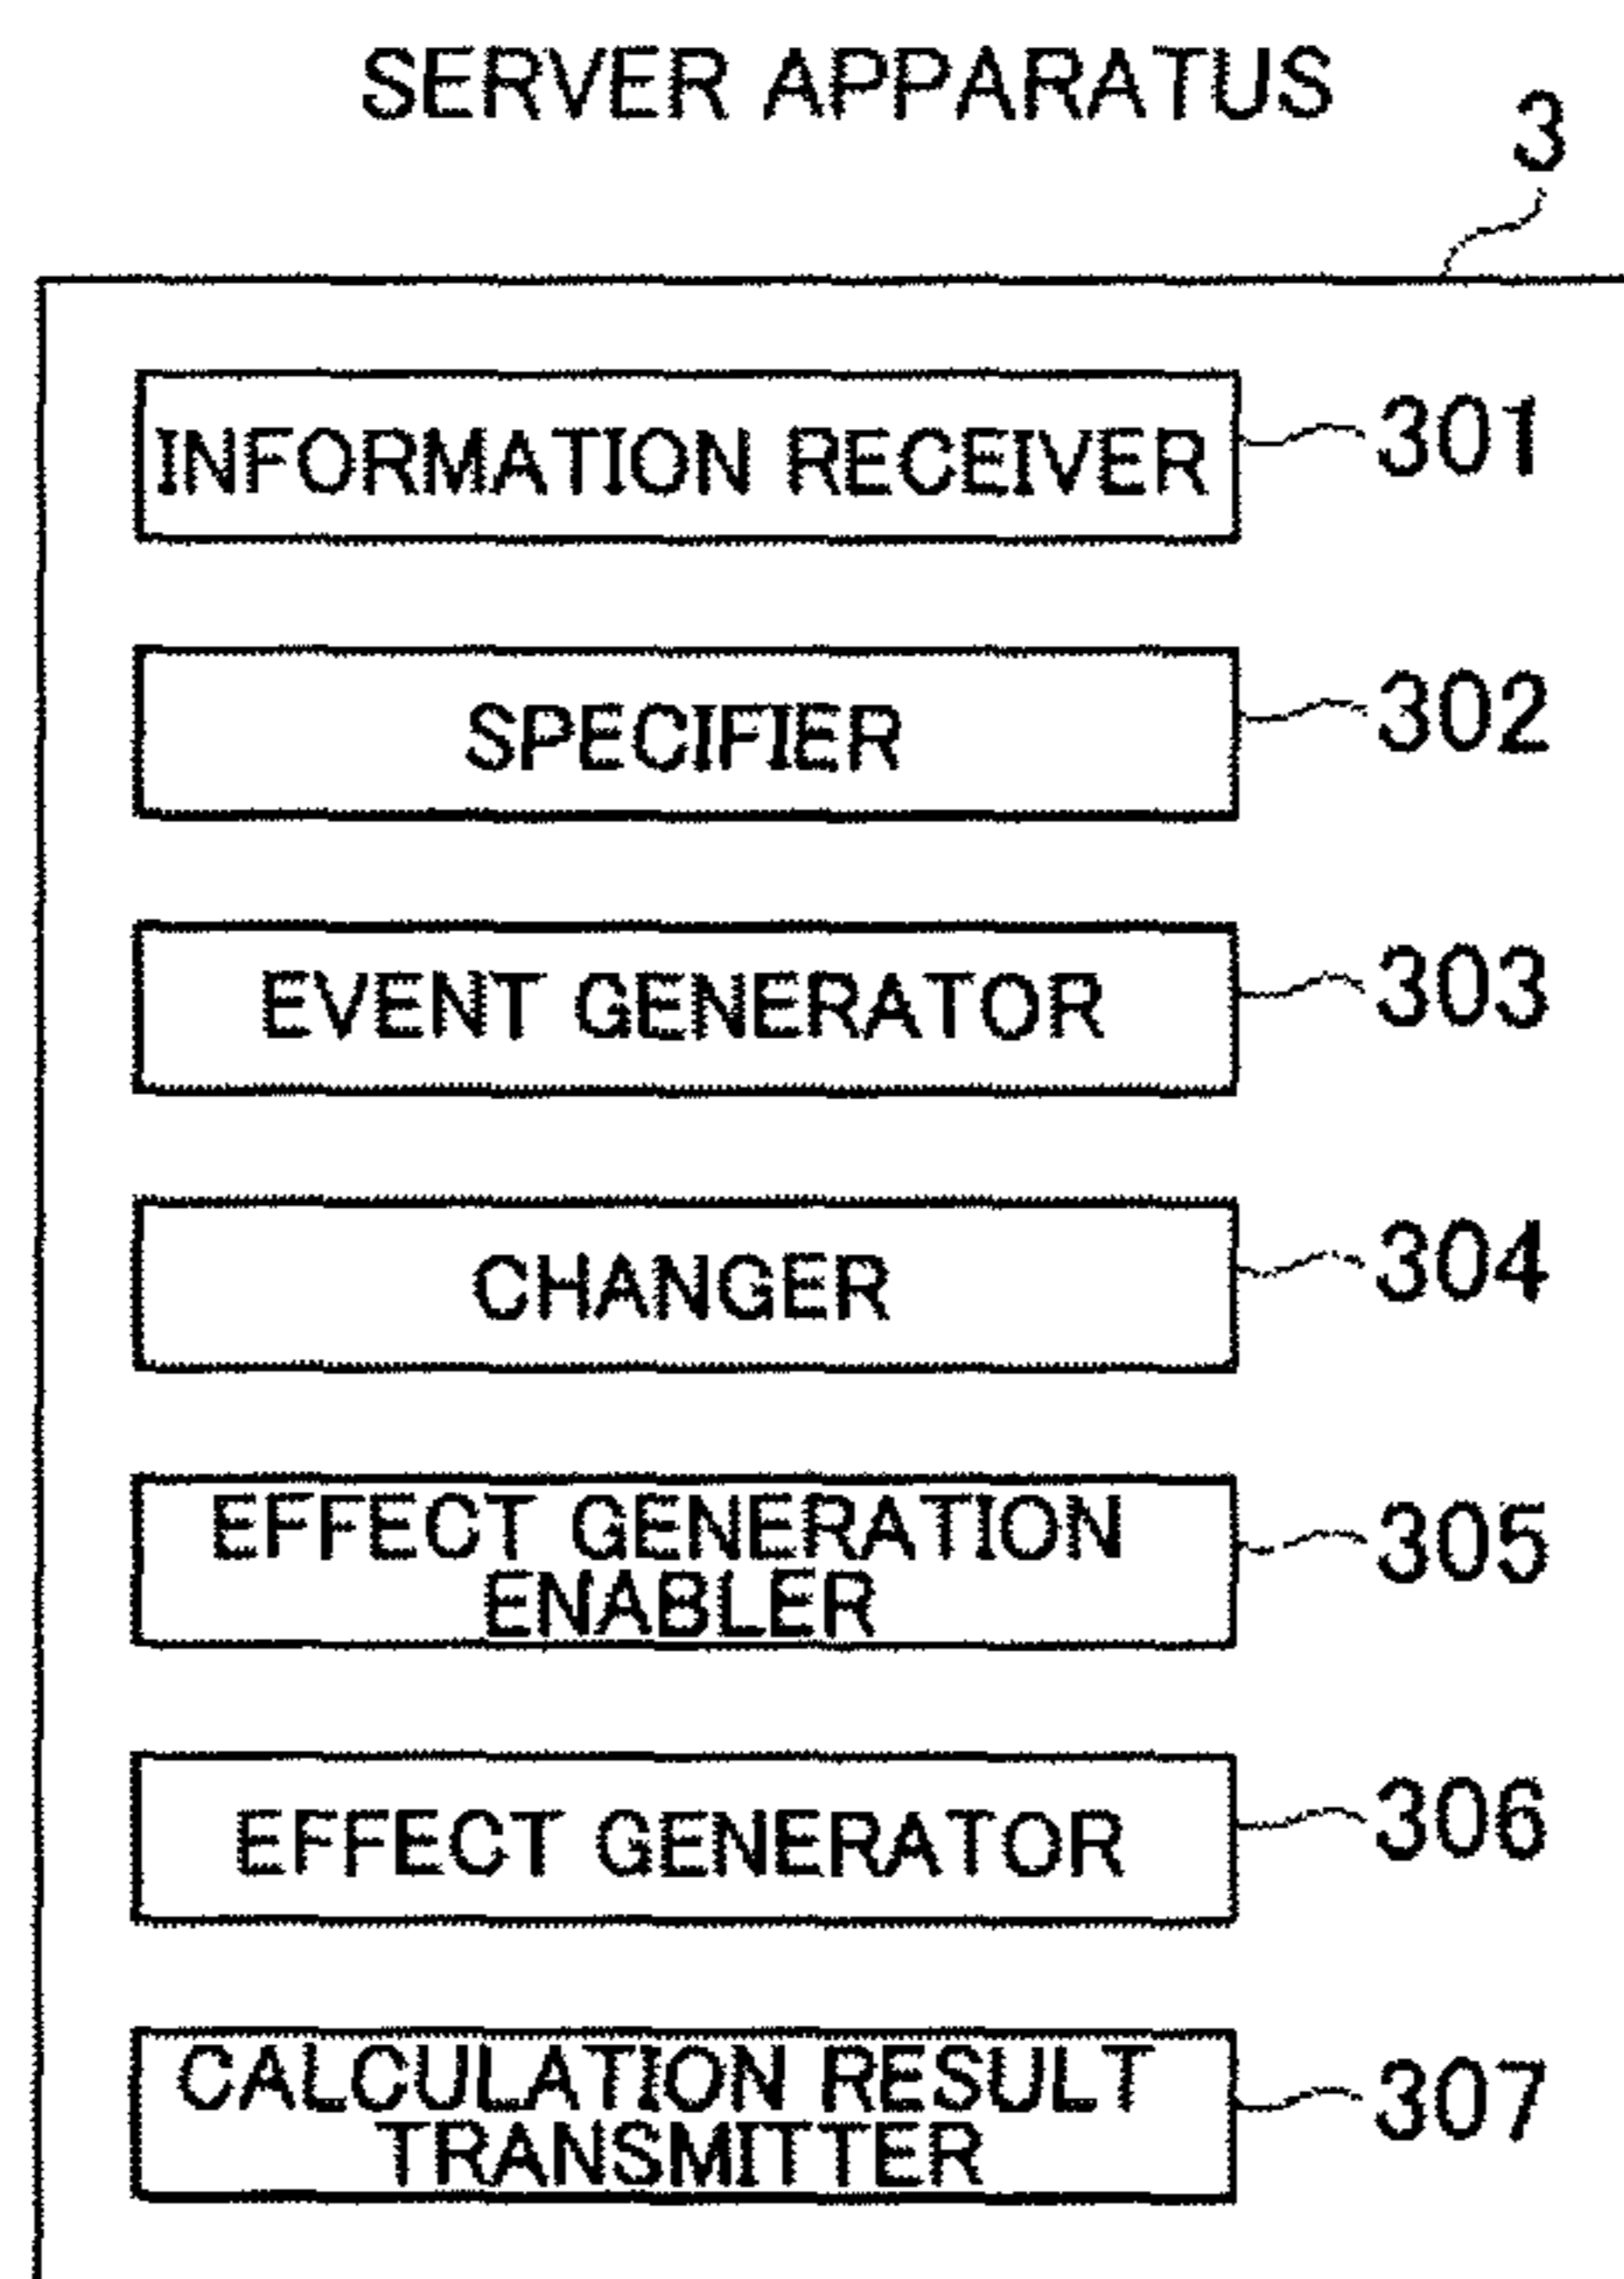 SERVER APPARATUS
3
INFORMATION RECEIVER
301
SPECIFIER
302
EVENT GENERATOR
303
CHANGER
304
EFFECT GENERATION
ENABLER
305
EFFECT GENERATOR
306
CALCULATION RESULT
TRANSMITTER
307